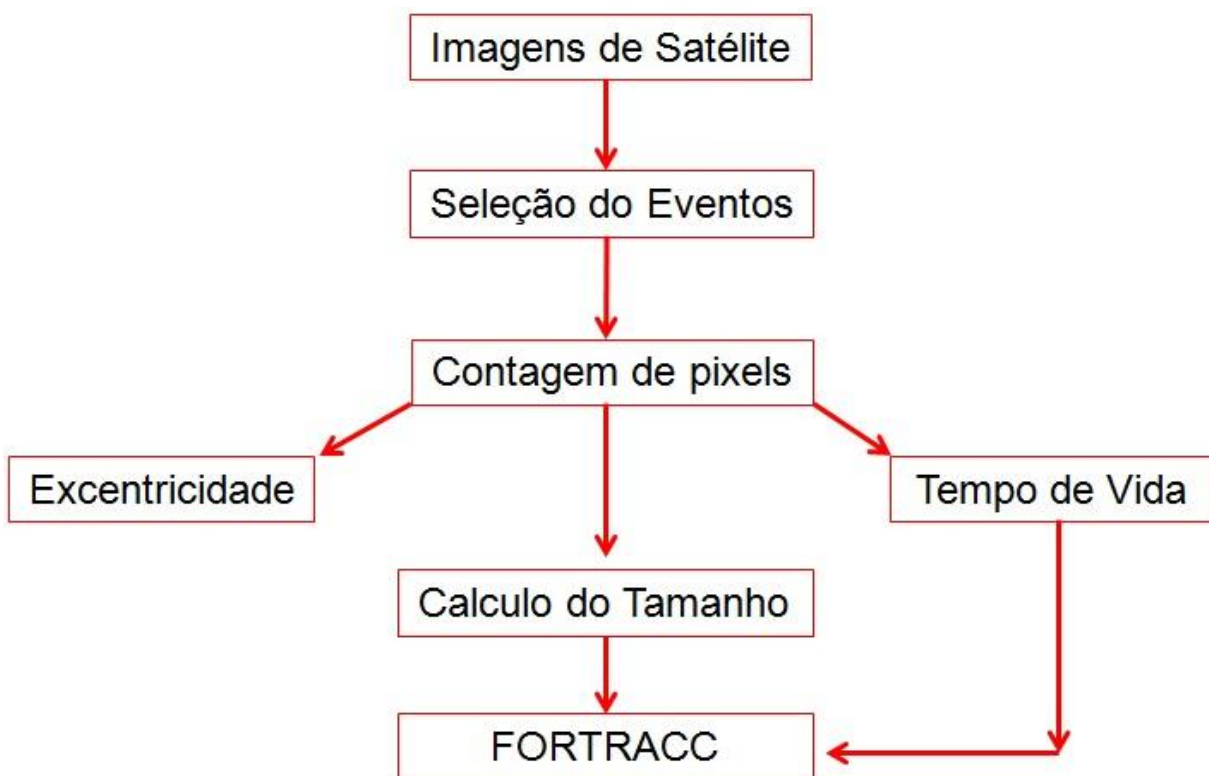 Imagens de Satélite
Seleção do Eventos
Contagem de pixels
Excentricidade
Tempo de Vida
Calculo do Tamanho
FORTRACC